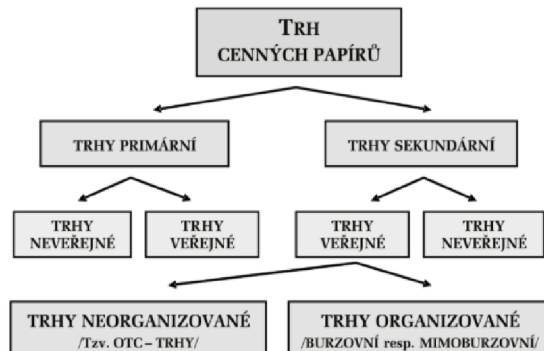 TRH
CENNÝCH PAPÍRŮ
TRHY PRIMÁRNÍ
TRHY SEKUNDÁRNÍ
TRHY
NEVEŘEJNÉ
TRHY
VEŘEJNÉ
TRHY
VEŘEJNÉ
TRHY
NEVEŘEJNÉ
TRHY NEORGANIZOVANÉ
/Tzv. OTC – TRHY/
TRHY ORGANIZOVANÉ
/BURZOVNÍ resp. MIMOBURZOVNÍ/